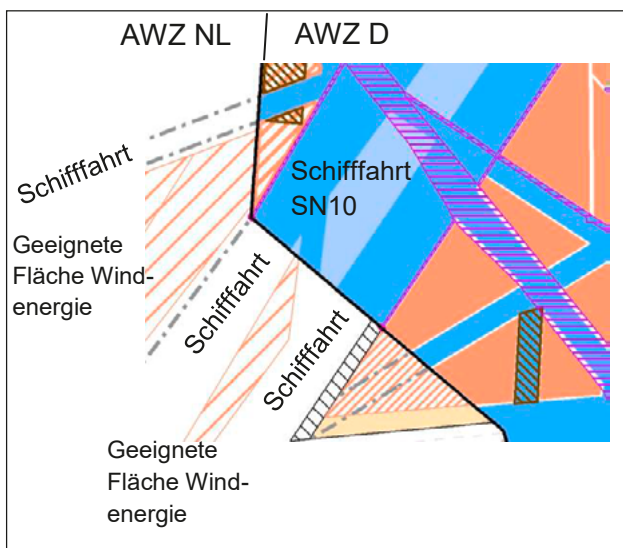 AWZ NL
AWZ D
Schifffahrt
Schifffahrt
SN10
Geeignete
Fläche Wind-
energie
Schifffahrt
Schifffahrt
Geeignete
Fläche Wind-
energie